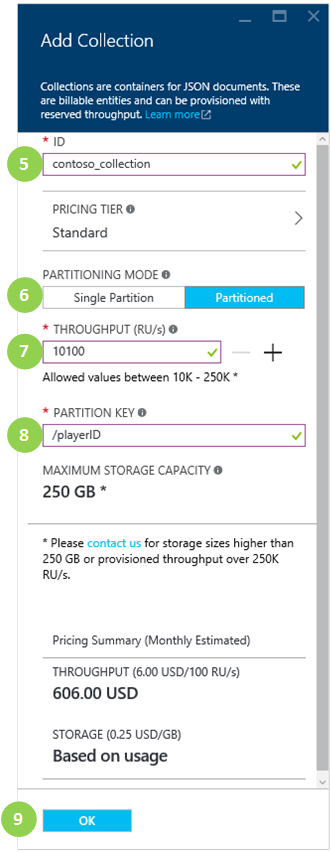 Add Collection
Collections are containers for JSON documents. These
are billable entities and can be provisioned with
reserved throughput. Learn more
* ID
5
contoso_collection
PRICING TIER
Standard
PARTITIONING MODE
6
Single Partition
Partitioned
* THROUGHPUT (RU/s)
7
10100
Allowed values between 10K - 250K *
* PARTITION KEY
8
/playerID
MAXIMUM STORAGE CAPACITY
250 GB *
* Please contact us for storage sizes higher than
250 GB or provisioned throughput over 250K
RU/s.
Pricing Summary (Monthly Estimated)
THROUGHPUT (6.00 USD/100 RU/s)
606.00 USD
STORAGE (0.25 USD/GB)
Based on usage
9
OK